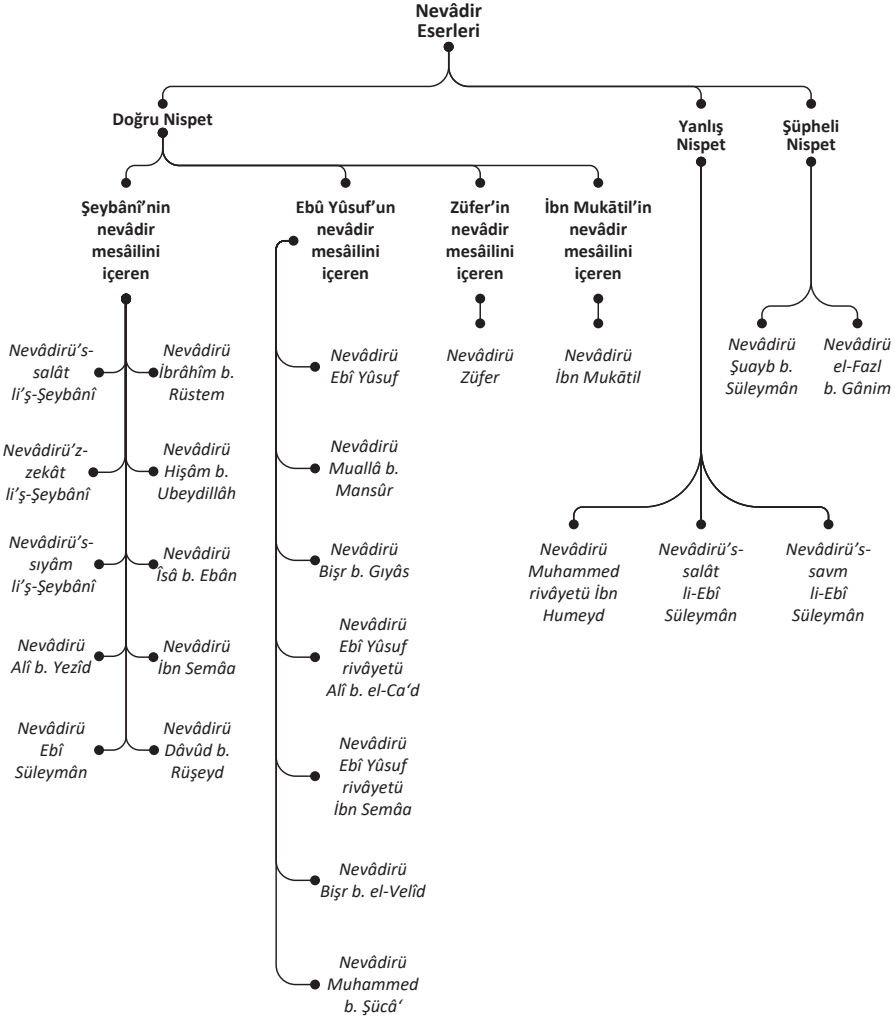 Nevâdir
Eserleri
Doğru Nispet
Yanlış
Nispet
Şüpheli
Nispet
Şeybânî’nin
nevâdir
mesâilini
içeren
Ebû Yûsuf’un
nevâdir
mesâilini
içeren
Züfer’in
nevâdir
mesâilini
içeren
İbn Mukātil’in
nevâdir
mesâilini
içeren
Nevâdirü’s-
salât
li’ş-Şeybânî
Nevâdirü
İbrâhîm b.
Rüstem
Nevâdirü’z-
zekât
li’ş-Şeybânî
Nevâdirü
Hişâm b.
Ubeydillâh
Nevâdirü’s-
sıyâm
li’ş-Şeybânî
Nevâdirü
Îsâ b. Ebân
Nevâdirü
Alî b. Yezîd
Nevâdirü
İbn Semâa
Nevâdirü
Ebî
Süleymân
Nevâdirü
Dâvûd b.
Rüşeyd
Nevâdirü
Ebî Yûsuf
Nevâdirü
Muallâ b.
Mansûr
Nevâdirü
Bişr b. Gıyâs
Nevâdirü
Ebî Yûsuf
rivâyetü
Alî b. el-Ca‘d
Nevâdirü
Ebî Yûsuf
rivâyetü
İbn Semâa
Nevâdirü
Bişr b. el-Velîd
Nevâdirü
Muhammed
b. Şücâ‘
Nevâdirü
Züfer
Nevâdirü
İbn Mukātil
Nevâdirü
Muhammed
rivâyetü İbn
Humeyd
Nevâdirü’s-
salât
li-Ebî
Süleymân
Nevâdirü’s-
savm
li-Ebî
Süleymân
Nevâdirü
Şuayb b.
Süleymân
Nevâdirü
el-Fazl
b. Gânim